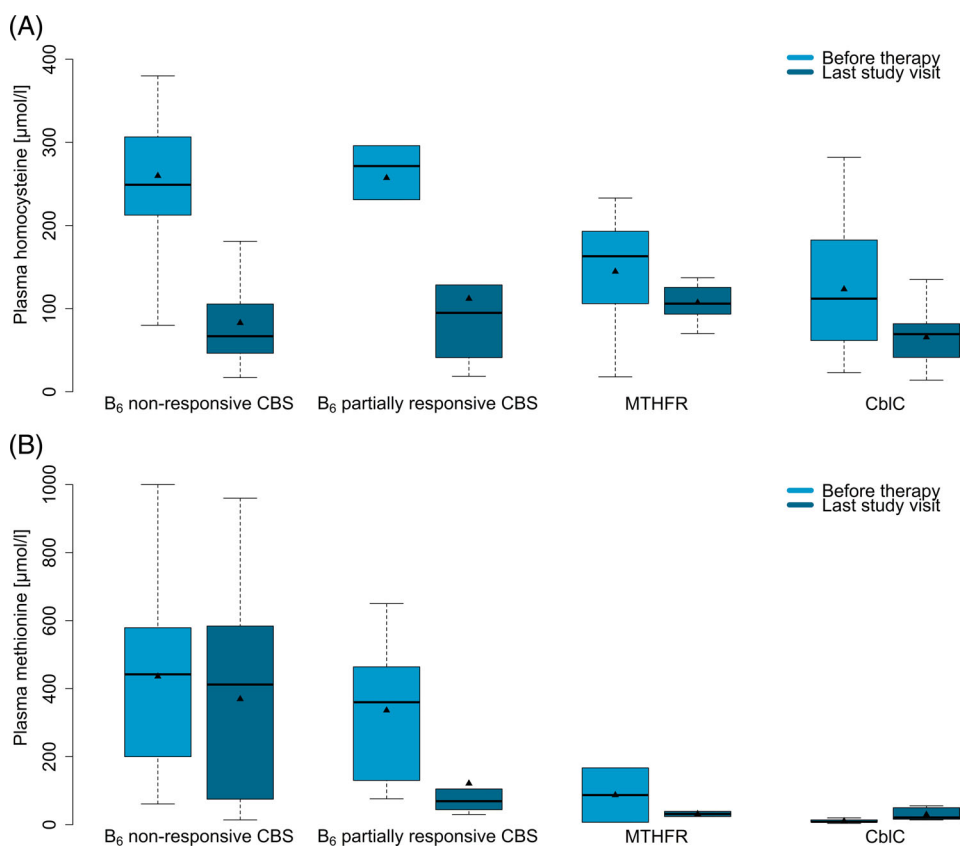 (A)
Plasma homocysteine [µmol/l]
400
300
200
100
0
Before therapy
Last study visit
B₆ non-responsive CBS
B₆ partially responsive CBS
MTHFR
CblC
(B)
Plasma methionine [µmol/l]
1000
800
600
400
200
0
Before therapy
Last study visit
B₆ non-responsive CBS
B₆ partially responsive CBS
MTHFR
CblC